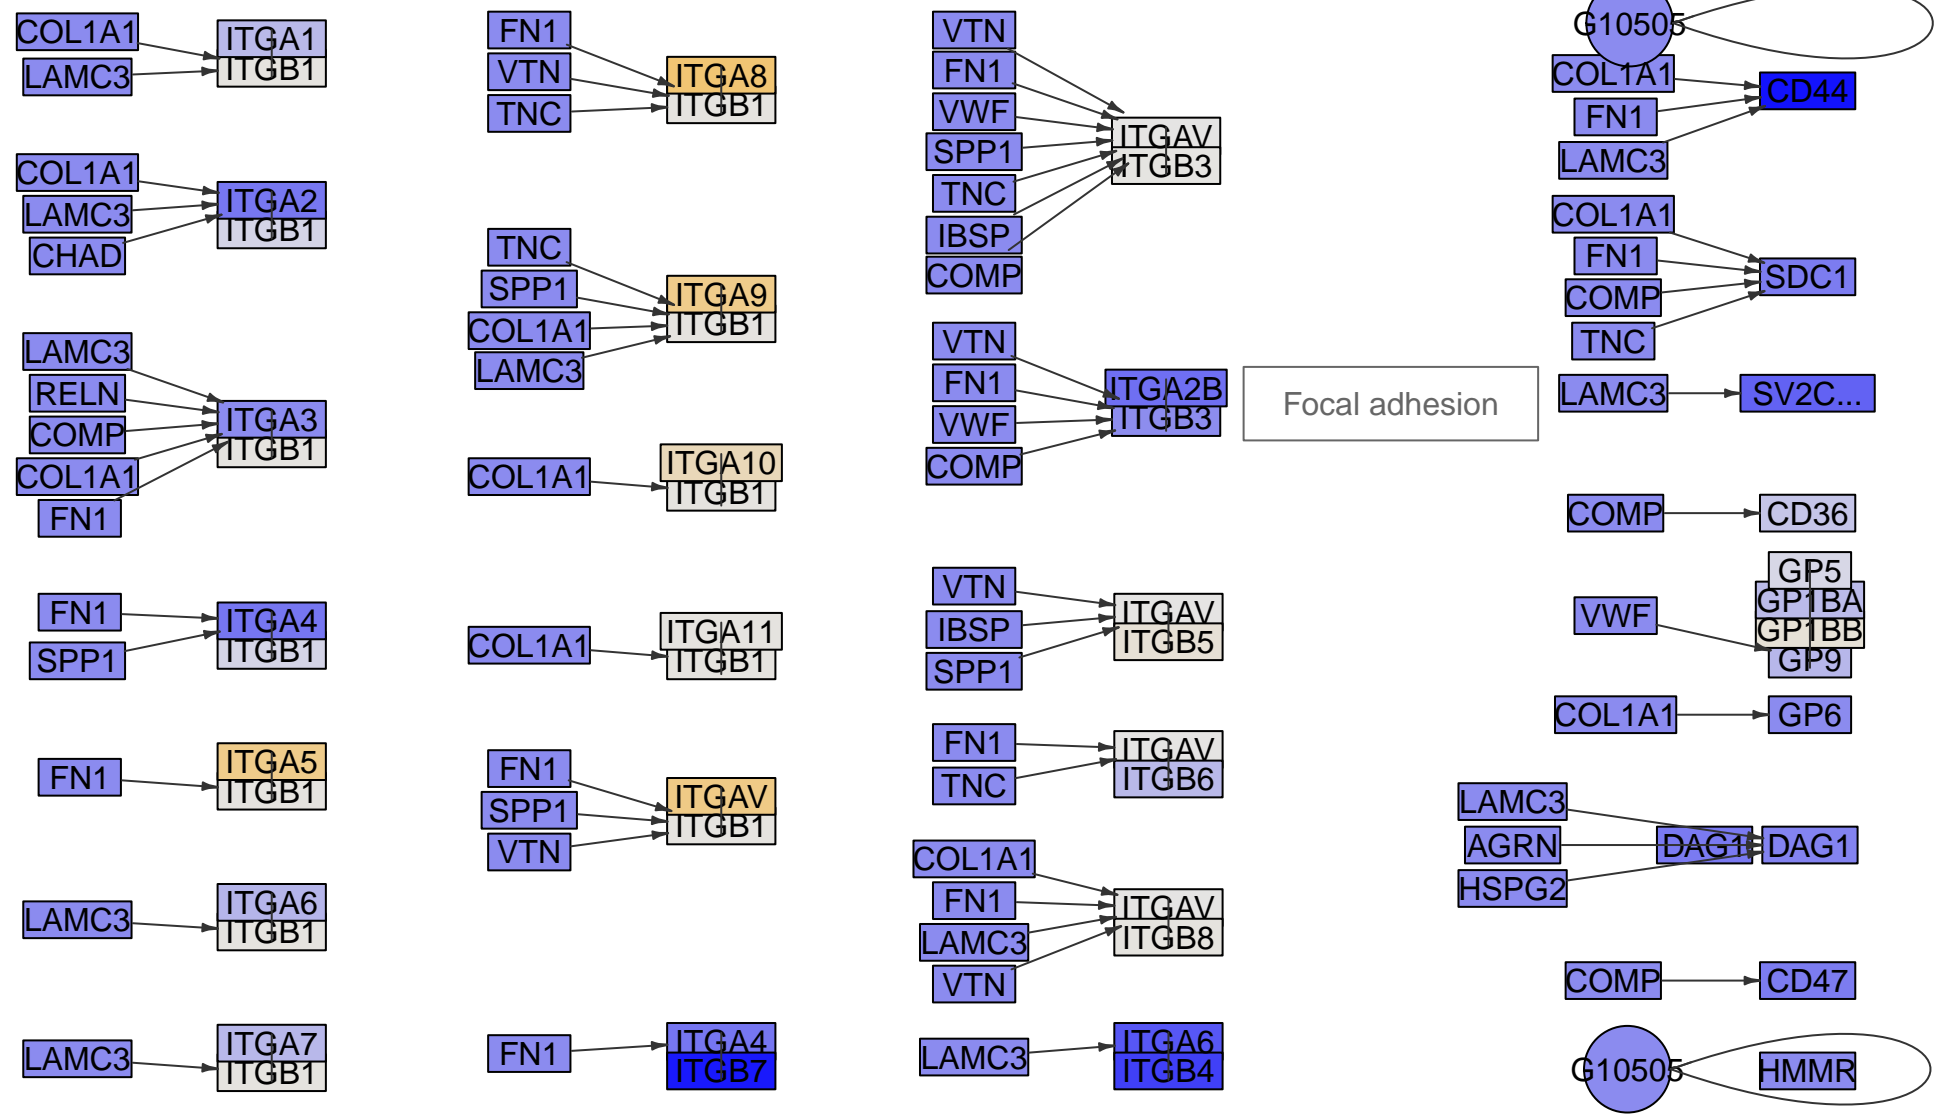 COL1A1
LAMC3
ITGA1
ITGB1
COL1A1
LAMC3
CHAD
ITGA2
ITGB1
LAMC3
RELN
COMP
COL1A1
FN1
ITGA3
ITGB1
FN1
SPP1
ITGA4
ITGB1
FN1
ITGA5
ITGB1
LAMC3
ITGA6
ITGB1
LAMC3
ITGA7
ITGB1
FN1
VTN
TNC
ITGA8
ITGB1
TNC
SPP1
COL1A1
LAMC3
ITGA9
ITGB1
COL1A1
ITGA10
ITGB1
COL1A1
ITGA11
ITGB1
FN1
SPP1
VTN
ITGAV
ITGB1
FN1
ITGA4
ITGB7
VTN
FN1
VWF
SPP1
TNC
IBSP
COMP
ITGAV
ITGB3
VTN
FN1
VWF
COMP
ITGA2B
ITGB3
Focal adhesion
VTN
IBSP
SPP1
ITGAV
ITGB5
FN1
TNC
ITGAV
ITGB6
COL1A1
FN1
LAMC3
VTN
ITGAV
ITGB8
LAMC3
ITGA6
ITGB4
G10505
COL1A1
FN1
LAMC3
CD44
COL1A1
FN1
COMP
TNC
SDC1
LAMC3
SV2C...
COMP
CD36
VWF
GP5
GP1BA
GP1BB
GP9
COL1A1
GP6
LAMC3
AGRN
HSPG2
DAG1
DAG1
COMP
CD47
G10505
HMMR